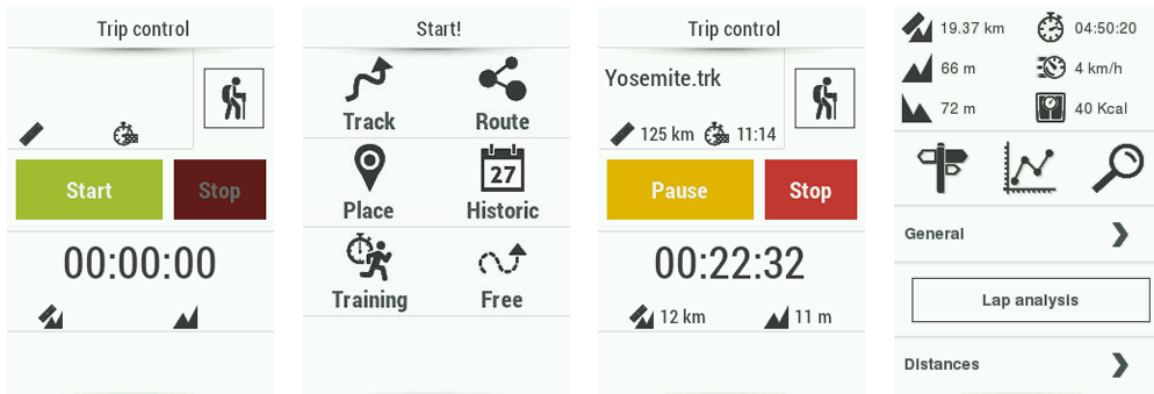 Trip control
Start
Stop
00:00:00
Start!
Track
Route
Place
27
Historic
Training
Free
Trip control
Yosemite.trk
125 km
11:14
Pause
Stop
00:22:32
12 km
11 m
19.37 km
04:50:20
66 m
4 km/h
72 m
40 Kcal
General
Lap analysis
Distances